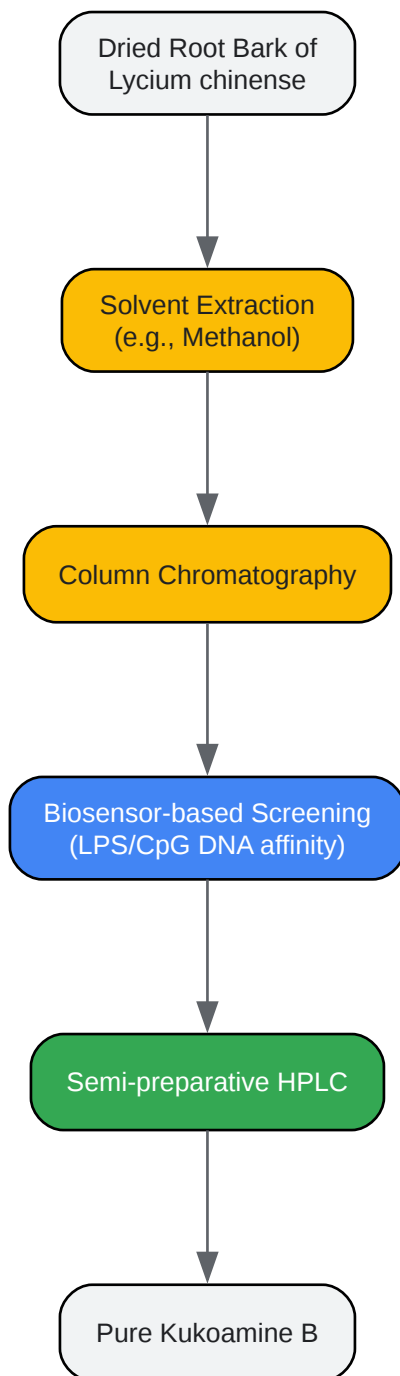 Dried Root Bark of
Lycium chinense
Solvent Extraction
(e.g., Methanol)
Column Chromatography
Biosensor-based Screening
(LPS/CpG DNA affinity)
Semi-preparative HPLC
Pure Kukoamine B